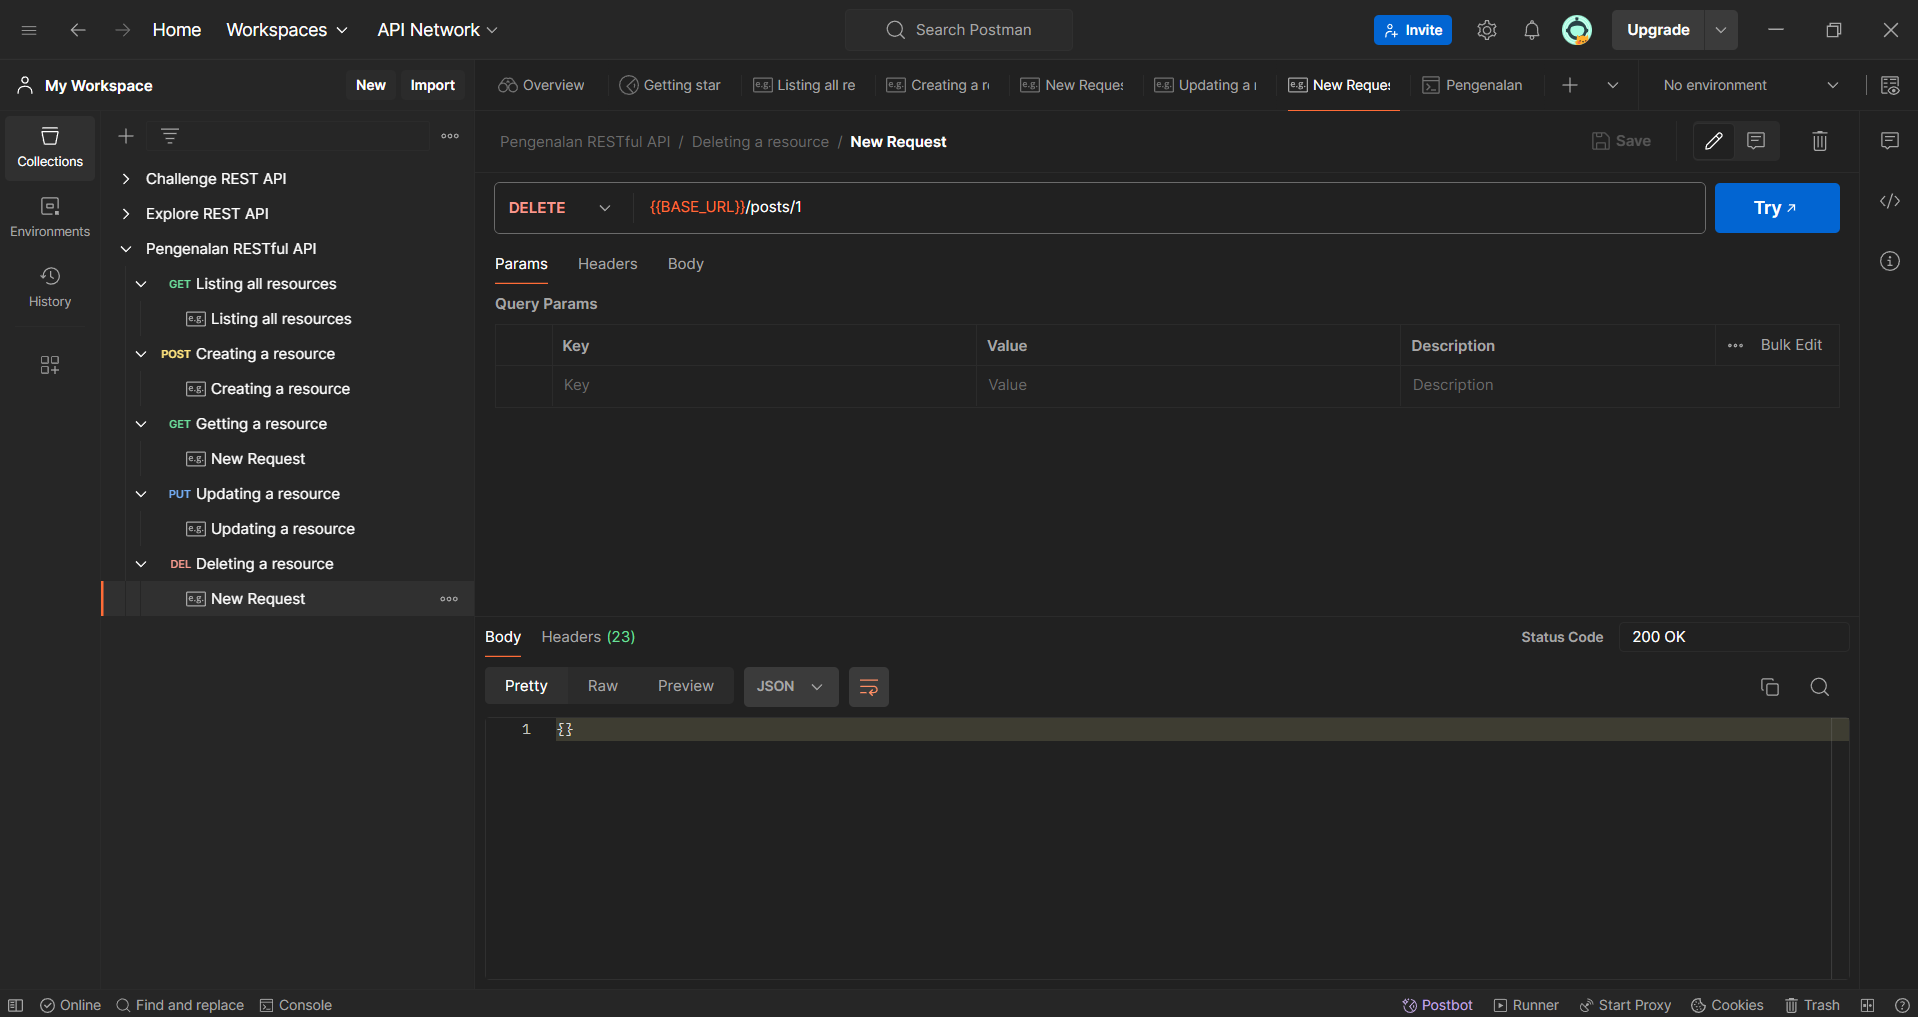 Home Workspaces API Network Search Postman Invite Upgrade
My Workspace New Import
Overview Getting star Listing all re Creating a re New Reques Updating a r New Reques Pengenalan No environment
Collections
Environments
History
Challenge REST API
Explore REST API
Pengenalan RESTful API
GET Listing all resources
e.g. Listing all resources
POST Creating a resource
e.g. Creating a resource
GET Getting a resource
e.g. New Request
PUT Updating a resource
e.g. Updating a resource
DEL Deleting a resource
e.g. New Request
Pengenalan RESTful API / Deleting a resource / New Request Save
DELETE {{BASE_URL}}/posts/1 Try
Params Headers Body
Query Params
Key Value Description Bulk Edit
Key Value Description
Body Headers (23) Status Code 200 OK
Pretty Raw Preview JSON
1 {}
Online Find and replace Console Postbot Runner Start Proxy Cookies Trash